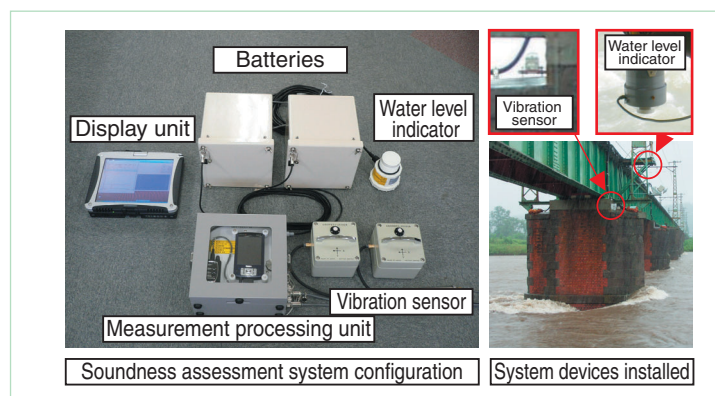 Batteries
Display unit
Water level
indicator
Vibration sensor
Measurement processing unit
Soundness assessment system configuration
Vibration
sensor
Water level
indicator
System devices installed